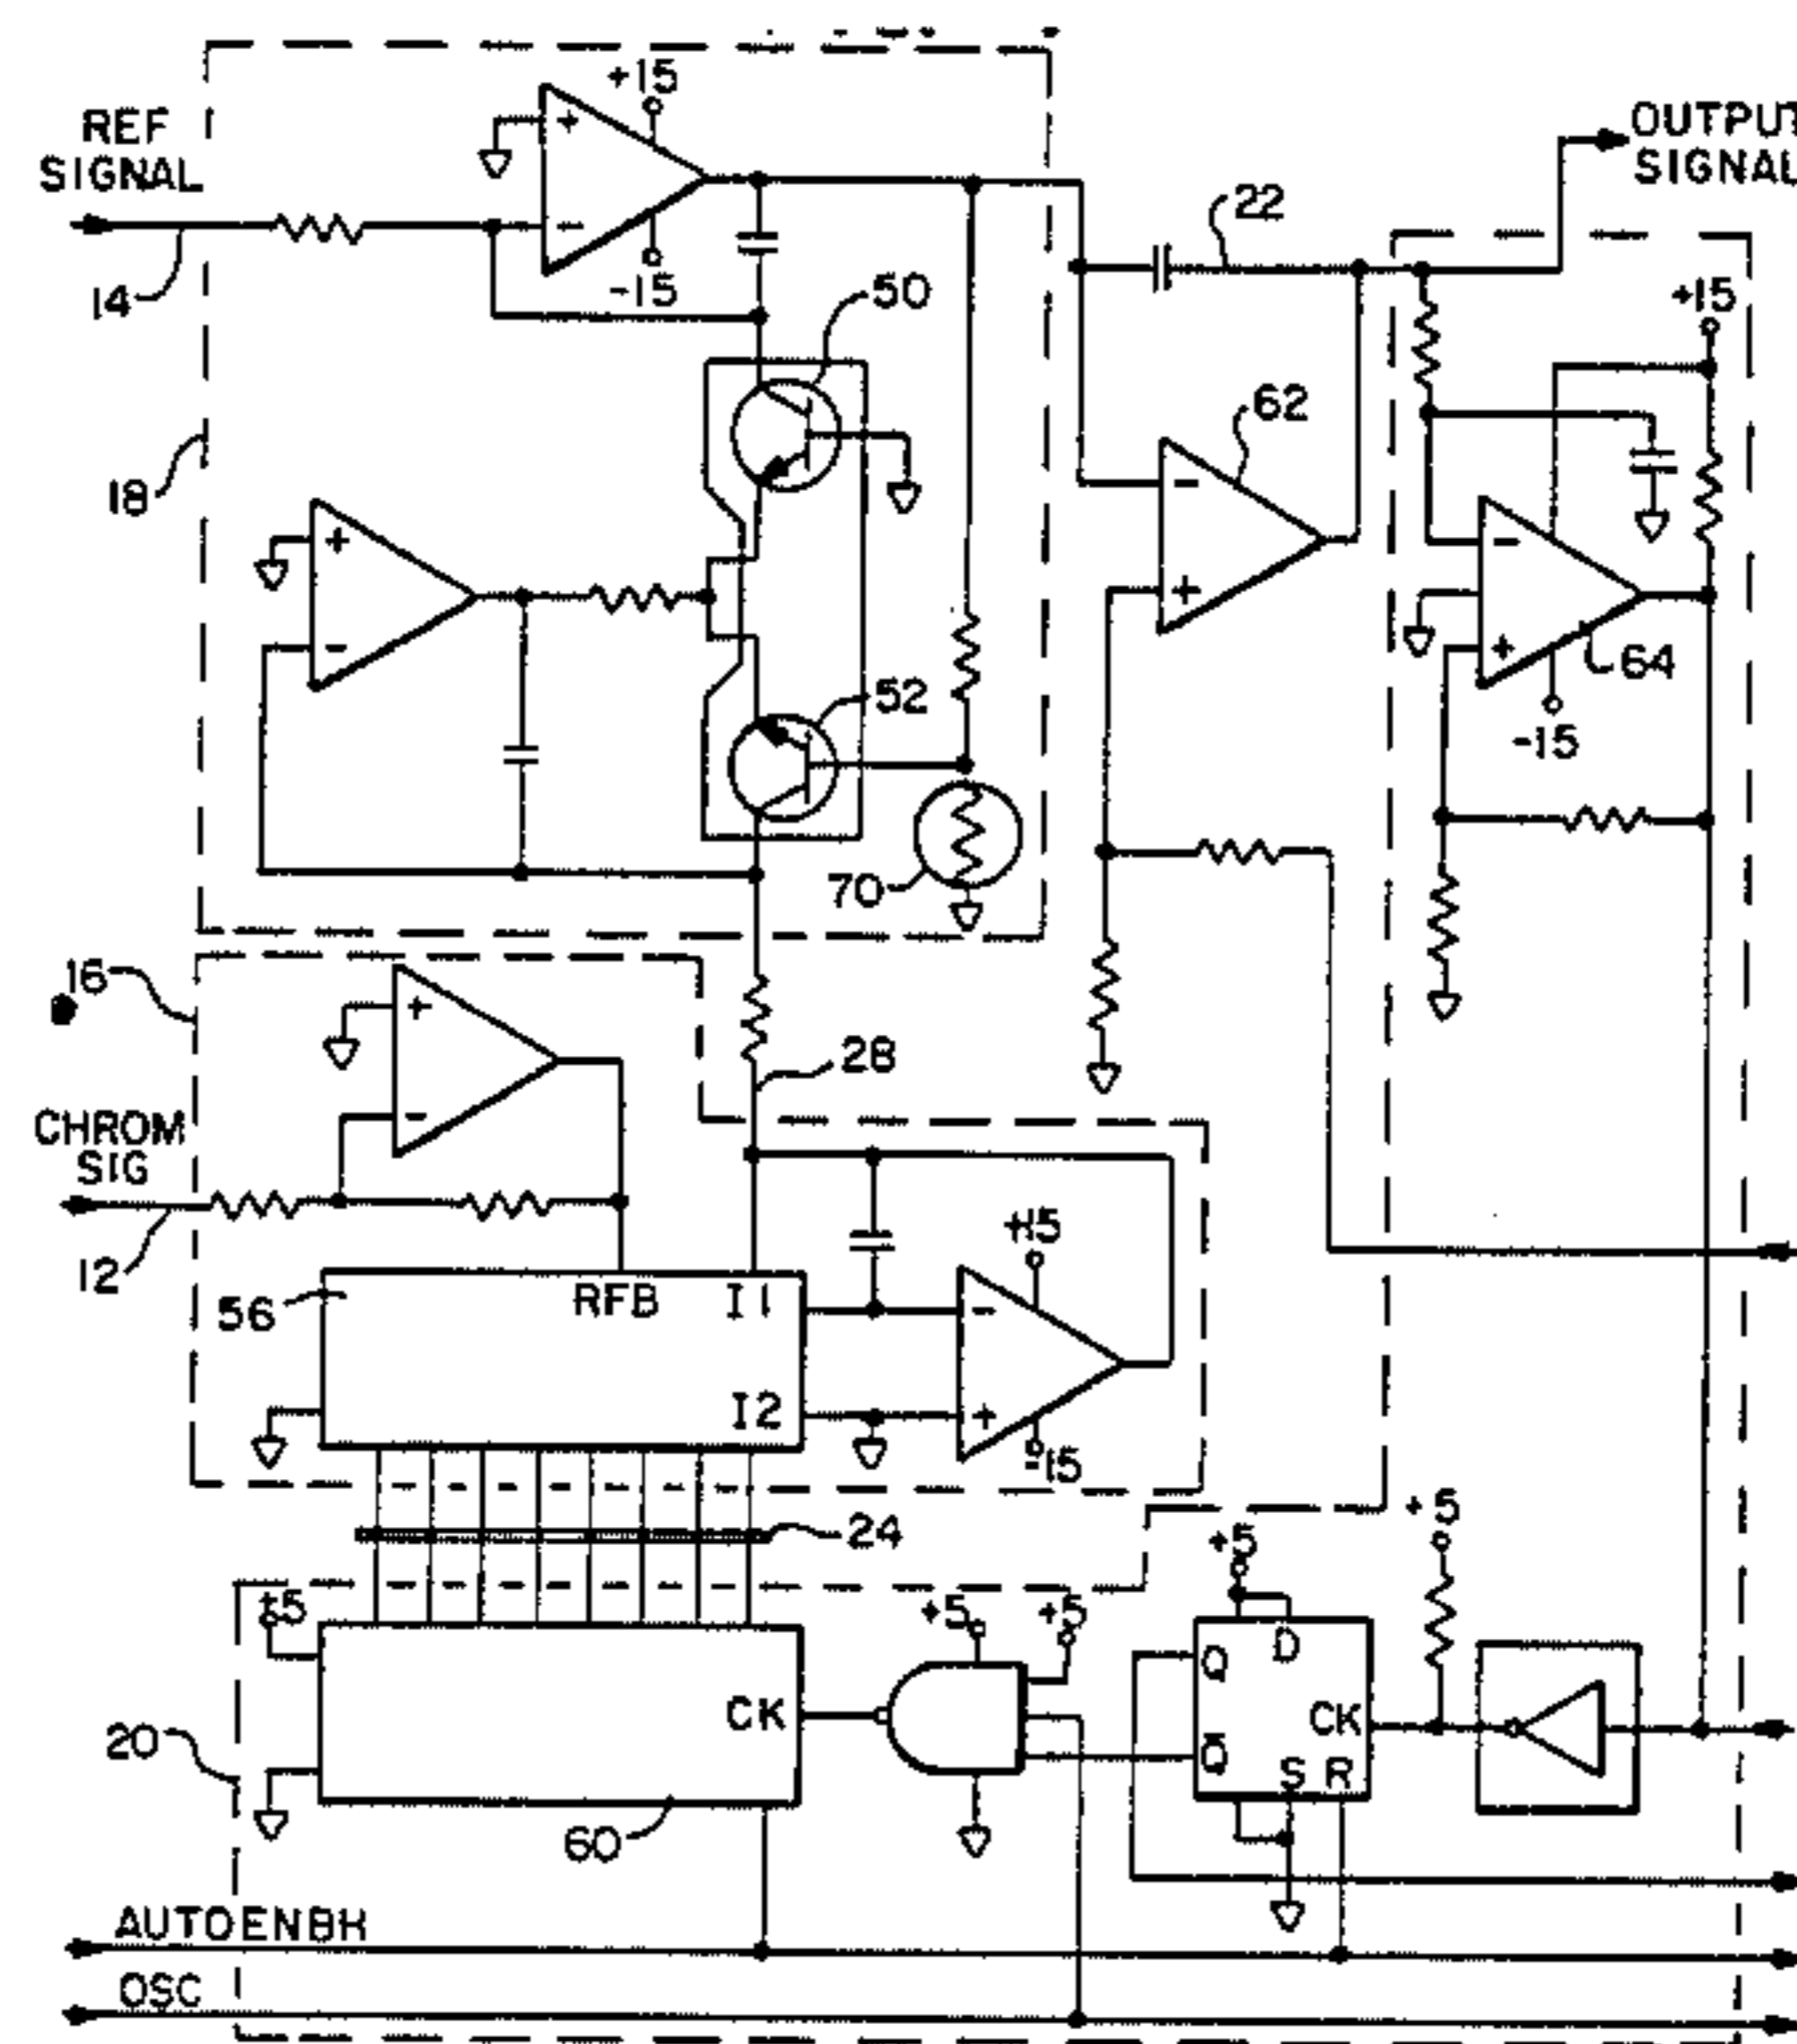 +15
REF
SIGNAL
OUTPUT
SIGNAL
+
22
-
14
-15
50
+15
62
18
-
+
-
+
-
52
+
64
-15
70
16
+
28
CHROM
SIG
-
+15
12
56
RFB
I1
-
I2
+
-15
24
+5
+5
+5
+5
+5
D
Q
CK
CK
20
Q̅
S R
60
AUTOENBH
OSC